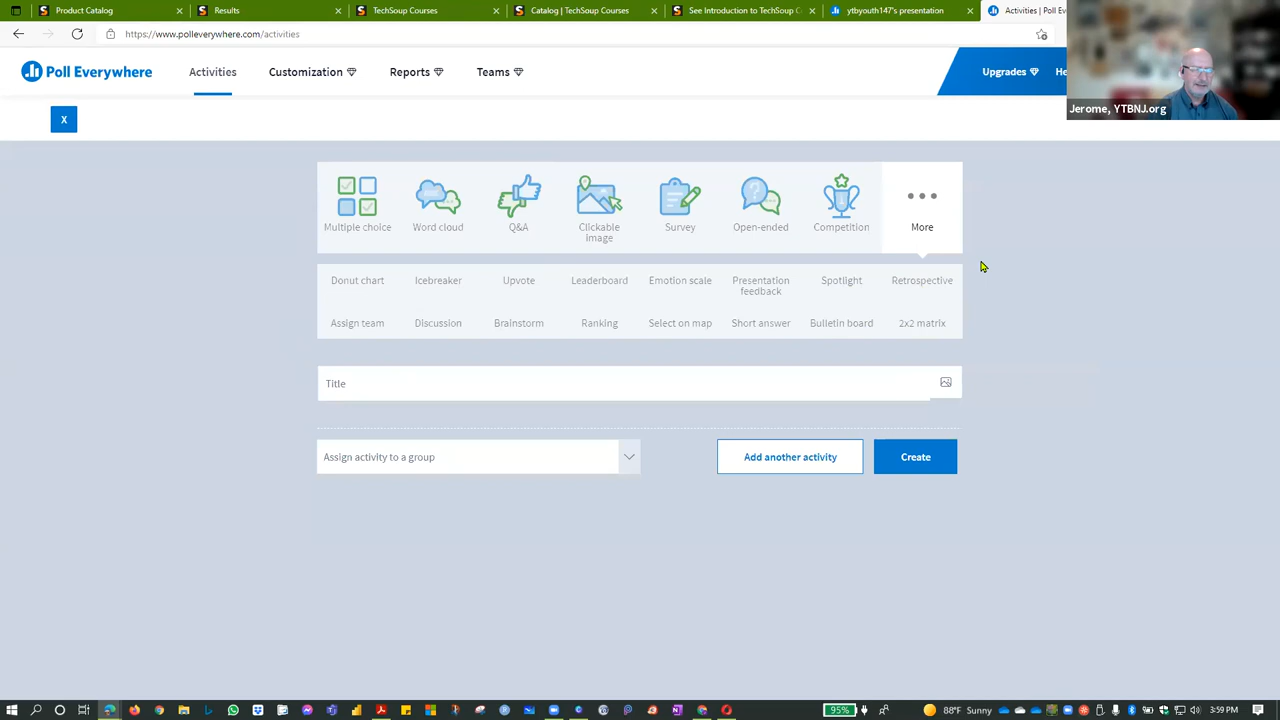 Product Catalog
Results
TechSoup Courses
Catalog | TechSoup Courses
See Introduction to TechSoup C
ytbyouth147's presentation
Activities | Poll Ev
https://www.polleverywhere.com/activities
Poll Everywhere
Activities
Customization
Reports
Teams
Upgrades
He
Jerome, YTBNJ.org
X
Multiple choice
Word cloud
Q&A
Clickable
image
Survey
Open-ended
Competition
More
Donut chart
Icebreaker
Upvote
Leaderboard
Emotion scale
Presentation
feedback
Spotlight
Retrospective
Assign team
Discussion
Brainstorm
Ranking
Select on map
Short answer
Bulletin board
2x2 matrix
Title
Assign activity to a group
Add another activity
Create
95%
88°F Sunny
3:59 PM